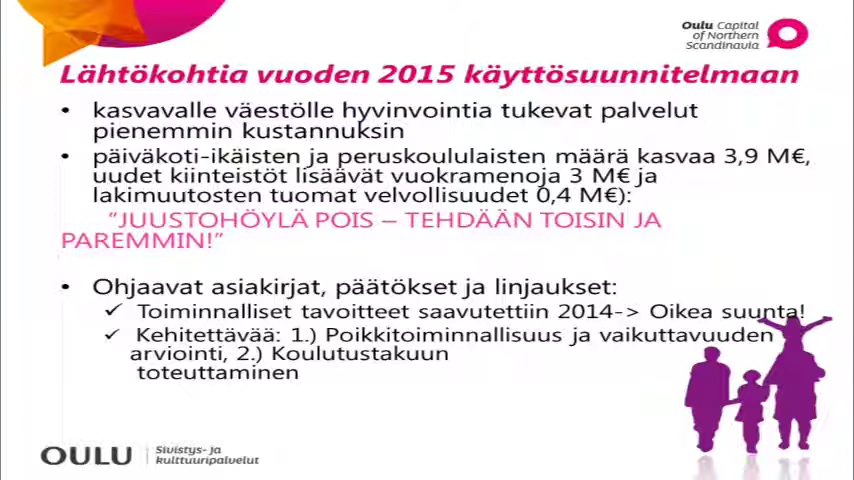 Oulu Capital
of Northern
Scandinavia
Lähtökohtia vuoden 2015 käyttösuunnitelmaan
• kasvavalle väestölle hyvinvointia tukevat palvelut
pienemmin kustannuksin
• päiväkoti-ikäisten ja peruskoululaisten määrä kasvaa 3,9 M€,
uudet kiinteistöt lisäävät vuokramenoja 3 M€ ja
lakimuutosten tuomat velvollisuudet 0,4 M€):
"JUUSTOHÖYLÄ POIS – TEHDÄÄN TOISIN JA
PAREMMIN!"
• Ohjaavat asiakirjat, päätökset ja linjaukset:
✓ Toiminnalliset tavoitteet saavutettiin 2014-> Oikea suunta!
✓ Kehitettävää: 1.) Poikkitoiminnallisuus ja vaikuttavuuden
arviointi, 2.) Koulutustakuun
toteuttaminen
OULU
Sivistys- ja
kulttuuripalvelut